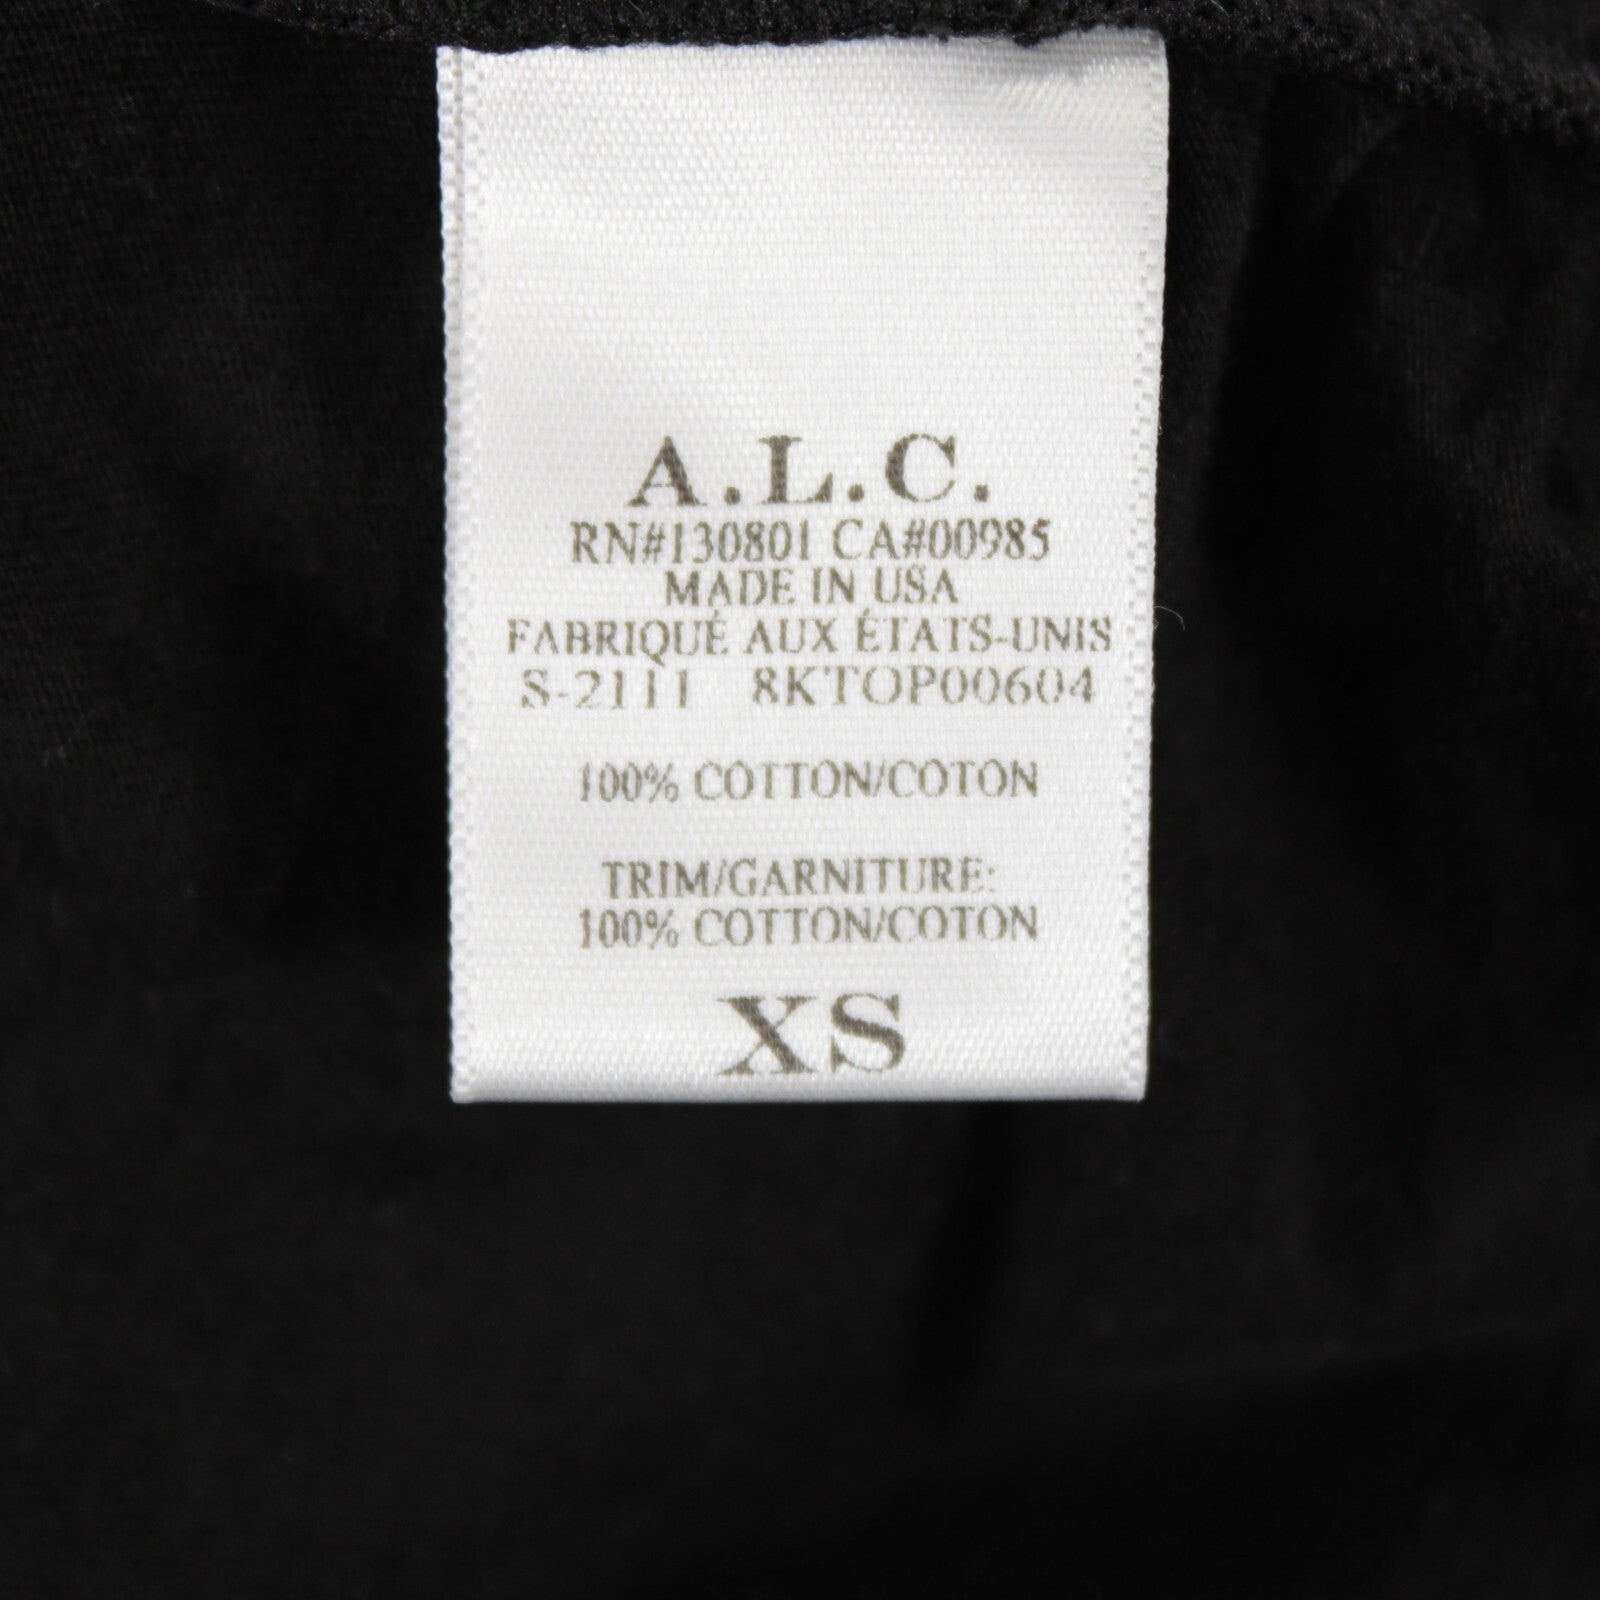 A.L.C.
RN#130801 CA#00985
MADE IN USA
FABRIQUÉ AUX ÉTATS-UNIS
S-2111 8KTOP00604
100% COTTON/COTON
TRIM/GARNITURE:
100% COTTON/COTON
XS